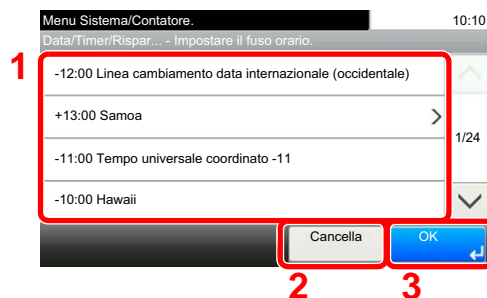 Menu Sistema/Contatore.
10:10
Data/Timer/Rispar... - Impostare il fuso orario.
1
-12:00 Linea cambiamento data internazionale (occidentale)
+13:00 Samoa
1/24
-11:00 Tempo universale coordinato -11
-10:00 Hawaii
Cancella
OK
2
3